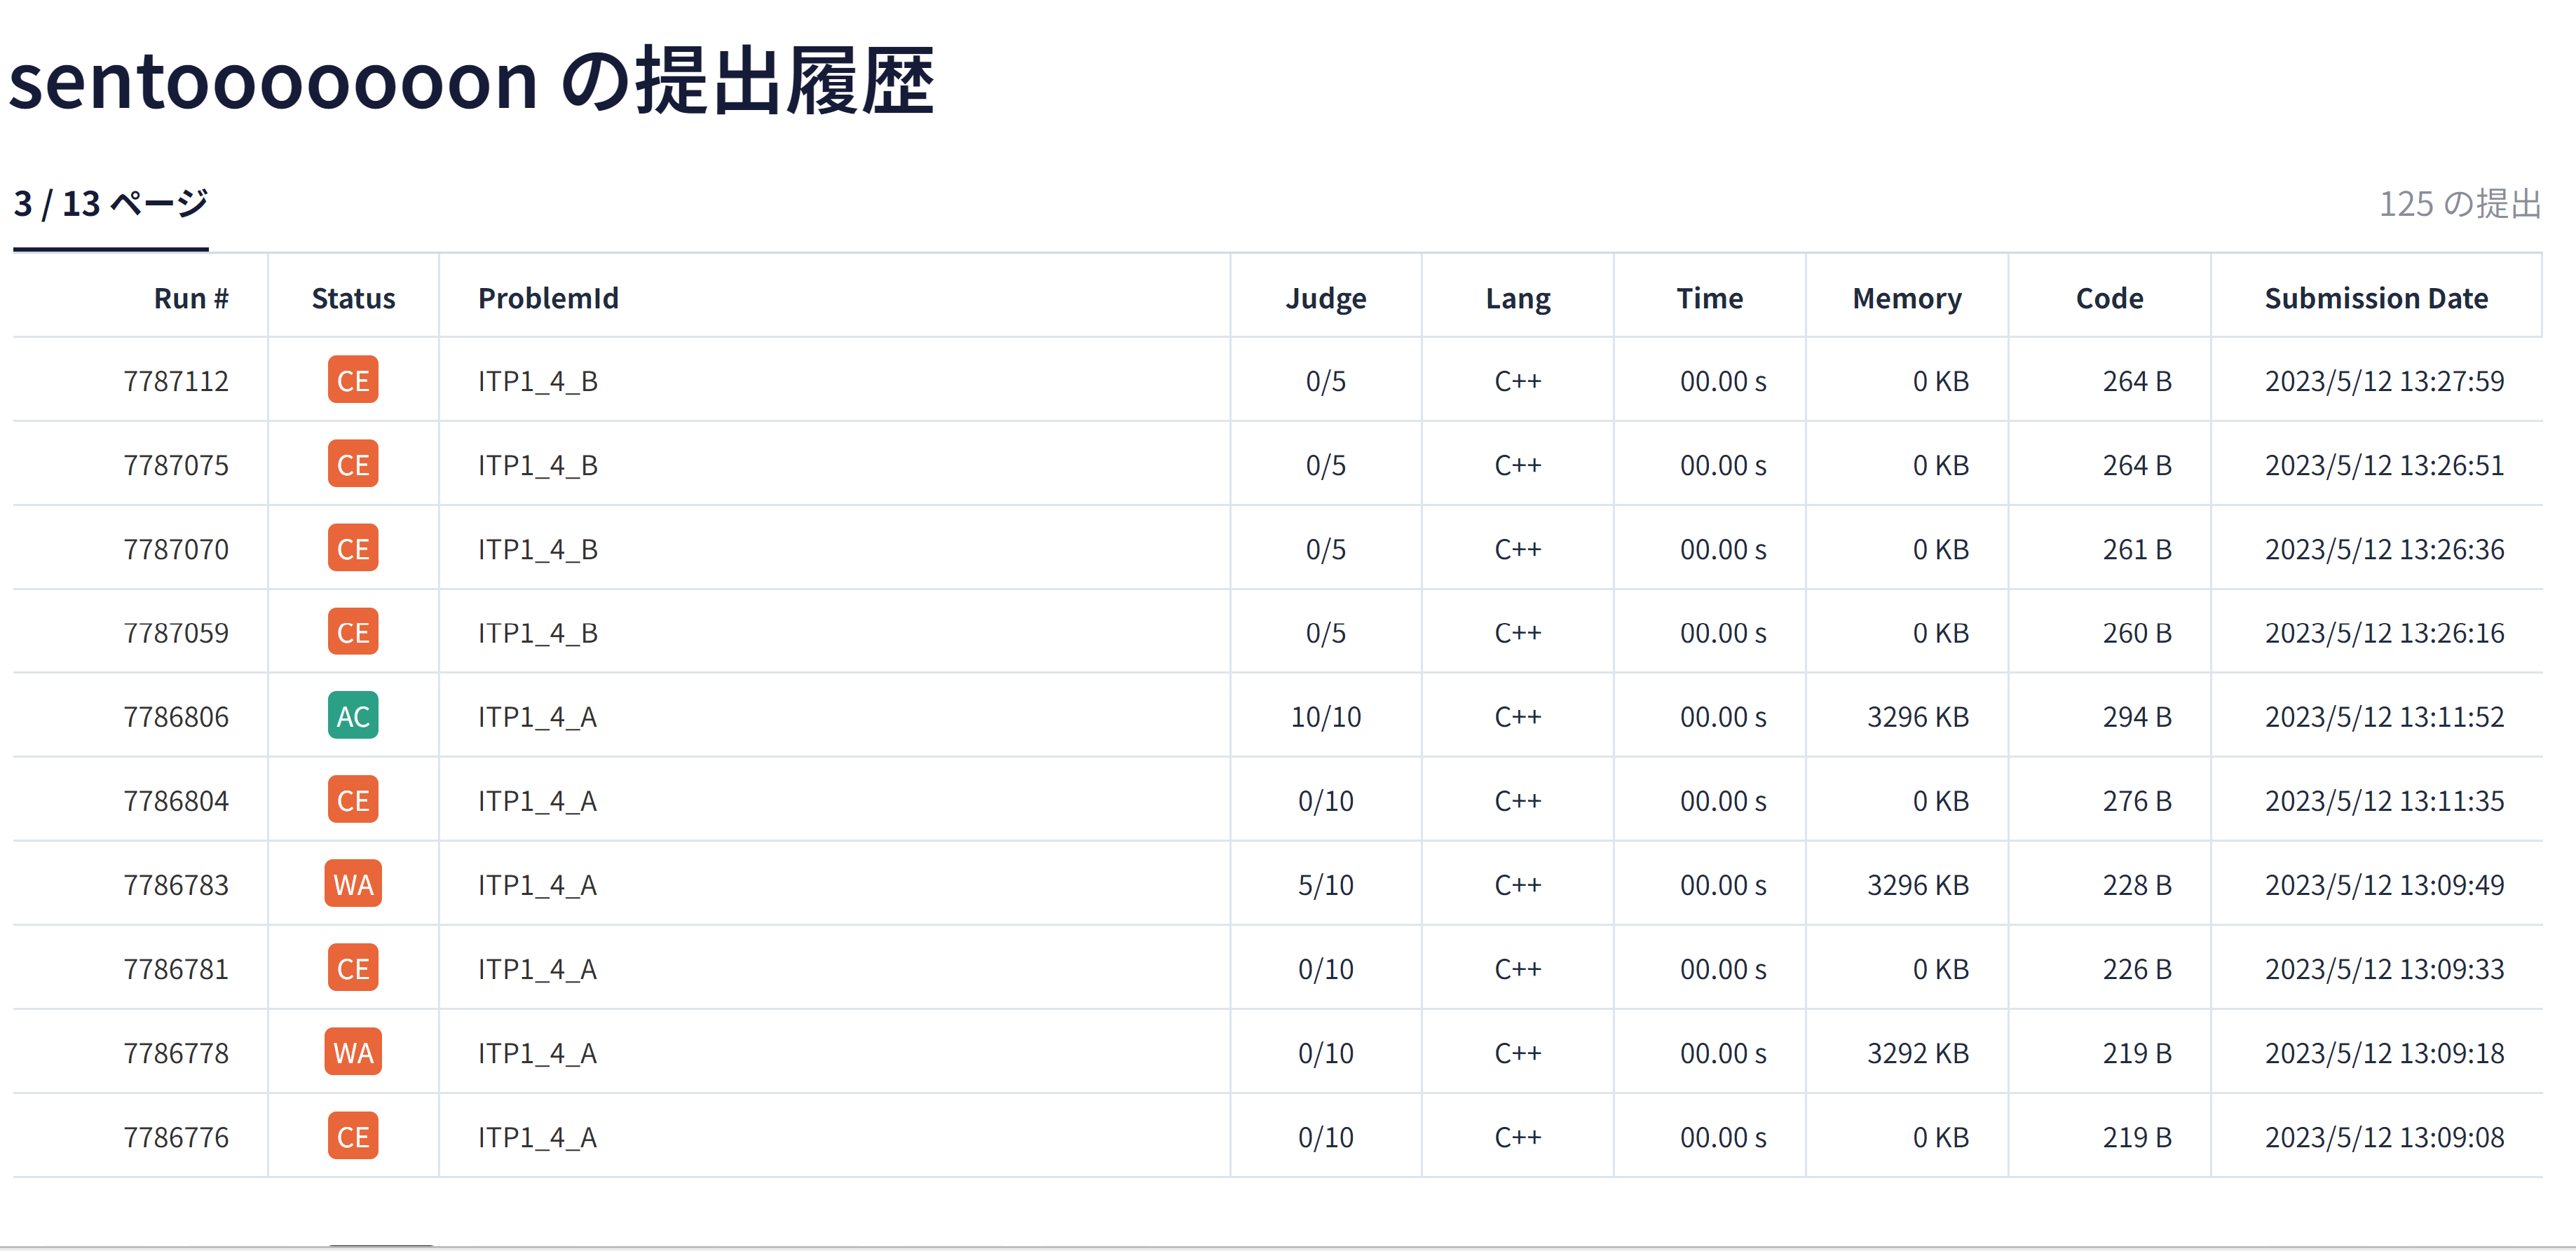 sentoooooooon の提出履歴
3 / 13 ページ 125 の提出
Run # Status ProblemId Judge Lang Time Memory Code Submission Date
7787112 CE ITP1_4_B 0/5 C++ 00.00 s 0 KB 264 B 2023/5/12 13:27:59
7787075 CE ITP1_4_B 0/5 C++ 00.00 s 0 KB 264 B 2023/5/12 13:26:51
7787070 CE ITP1_4_B 0/5 C++ 00.00 s 0 KB 261 B 2023/5/12 13:26:36
7787059 CE ITP1_4_B 0/5 C++ 00.00 s 0 KB 260 B 2023/5/12 13:26:16
7786806 AC ITP1_4_A 10/10 C++ 00.00 s 3296 KB 294 B 2023/5/12 13:11:52
7786804 CE ITP1_4_A 0/10 C++ 00.00 s 0 KB 276 B 2023/5/12 13:11:35
7786783 WA ITP1_4_A 5/10 C++ 00.00 s 3296 KB 228 B 2023/5/12 13:09:49
7786781 CE ITP1_4_A 0/10 C++ 00.00 s 0 KB 226 B 2023/5/12 13:09:33
7786778 WA ITP1_4_A 0/10 C++ 00.00 s 3292 KB 219 B 2023/5/12 13:09:18
7786776 CE ITP1_4_A 0/10 C++ 00.00 s 0 KB 219 B 2023/5/12 13:09:08